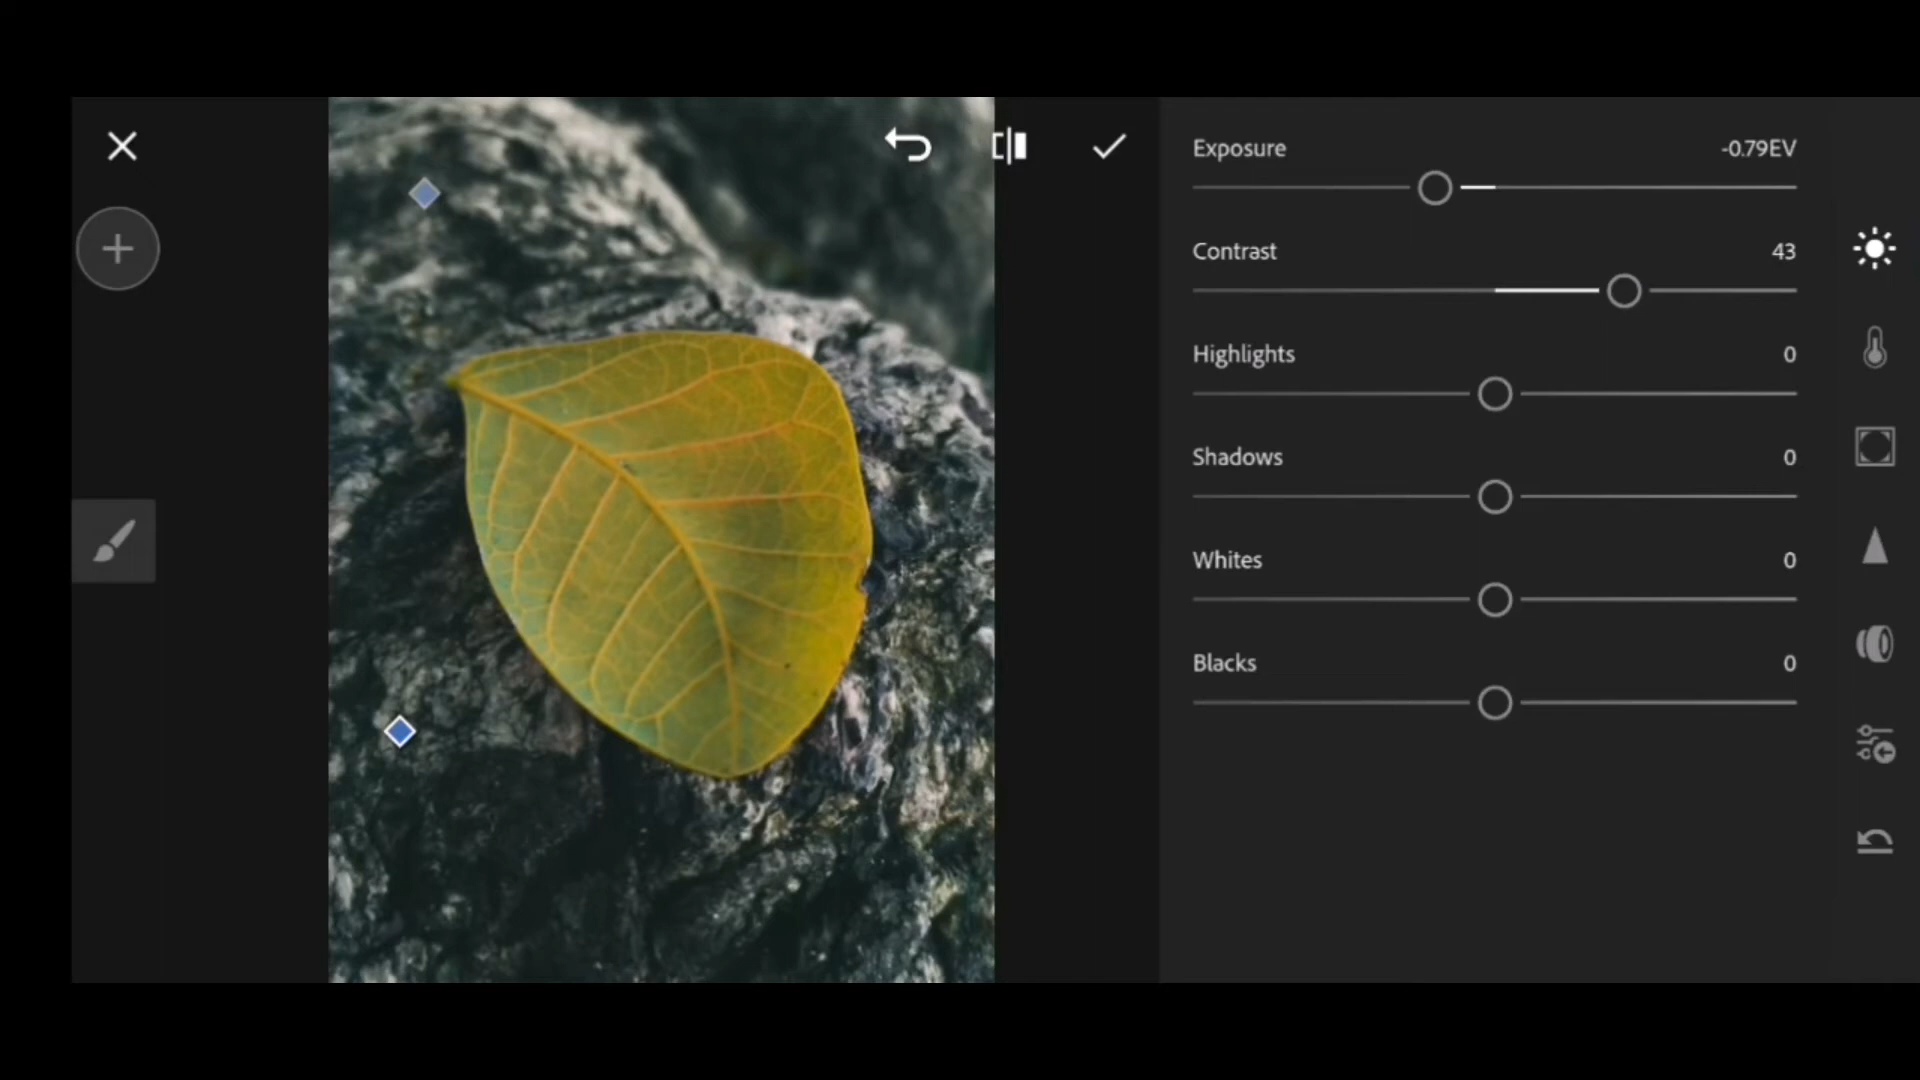 Exposure -0.79EV
Contrast 43
Highlights 0
Shadows 0
Whites 0
Blacks 0